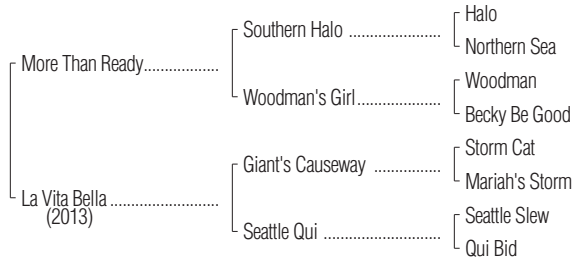 Halo
Southern Halo ....................
Northern Sea
More Than Ready..................
Woodman
Woodman's Girl..................
Becky Be Good
Storm Cat
Giant's Causeway ................
Mariah's Storm
La Vita Bella ........................
(2013)
Seattle Slew
Seattle Qui .........................
Qui Bid